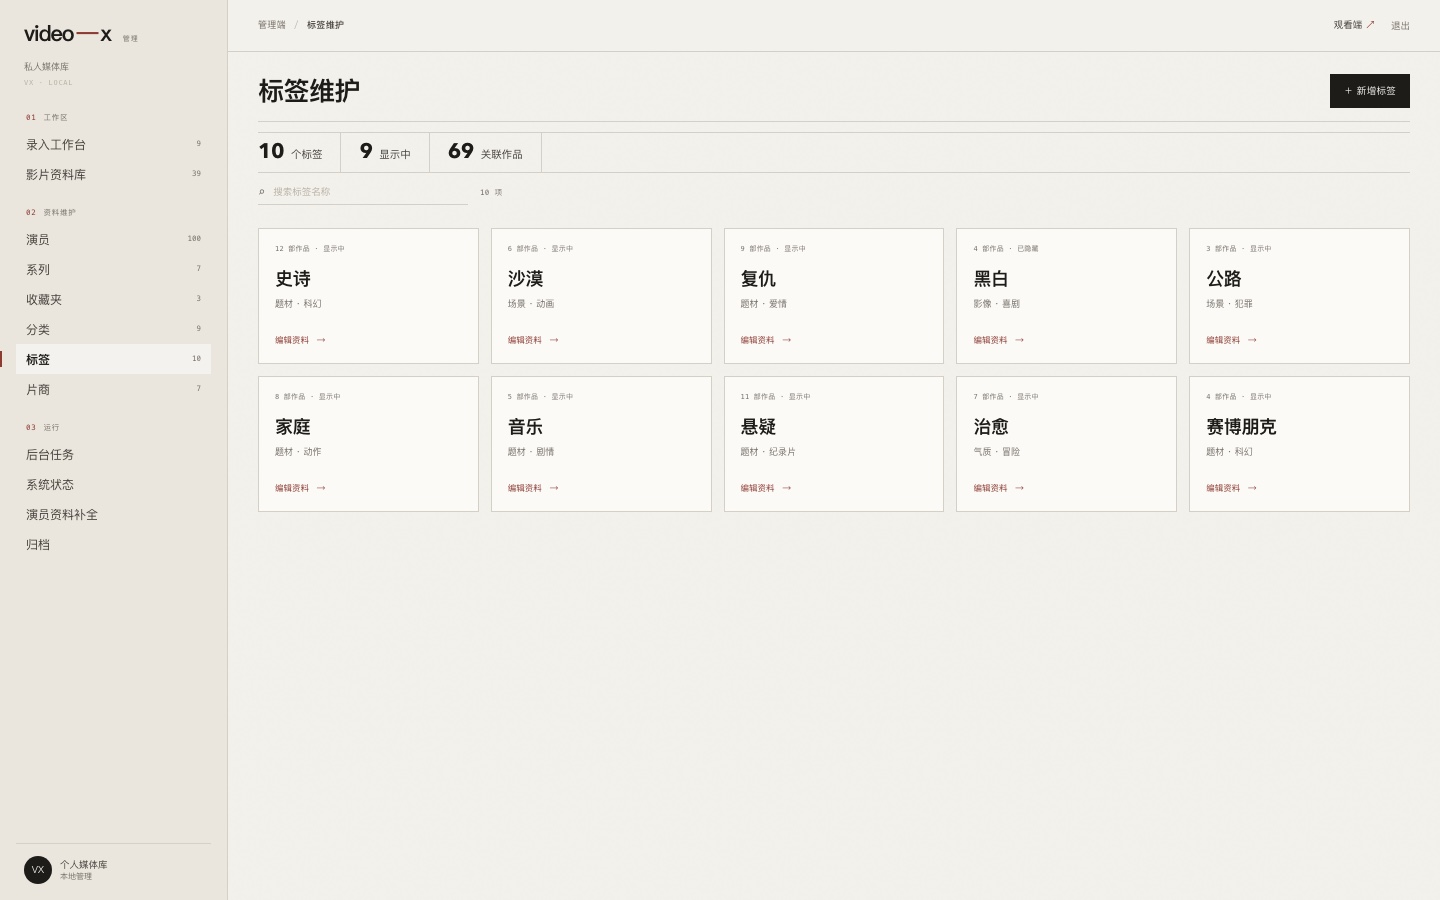 video—x 管理
私人媒体库
VX · LOCAL
01 工作区
录入工作台 9
影片资料库 39
02 资料维护
演员 100
系列 7
收藏夹 3
分类 9
标签 10
片商 7
03 运行
后台任务
系统状态
演员资料补全
归档
VX
个人媒体库
本地管理
管理端 / 标签维护
观看端 ↗ 退出
标签维护
+ 新增标签
10 个标签 9 显示中 69 关联作品
搜索标签名称 10 项
12 部作品 · 显示中
史诗
题材 · 科幻
编辑资料 →
6 部作品 · 显示中
沙漠
场景 · 动画
编辑资料 →
9 部作品 · 显示中
复仇
题材 · 爱情
编辑资料 →
4 部作品 · 已隐藏
黑白
影像 · 喜剧
编辑资料 →
3 部作品 · 显示中
公路
场景 · 犯罪
编辑资料 →
8 部作品 · 显示中
家庭
题材 · 动作
编辑资料 →
5 部作品 · 显示中
音乐
题材 · 剧情
编辑资料 →
11 部作品 · 显示中
悬疑
题材 · 纪录片
编辑资料 →
7 部作品 · 显示中
治愈
气质 · 冒险
编辑资料 →
4 部作品 · 显示中
赛博朋克
题材 · 科幻
编辑资料 →